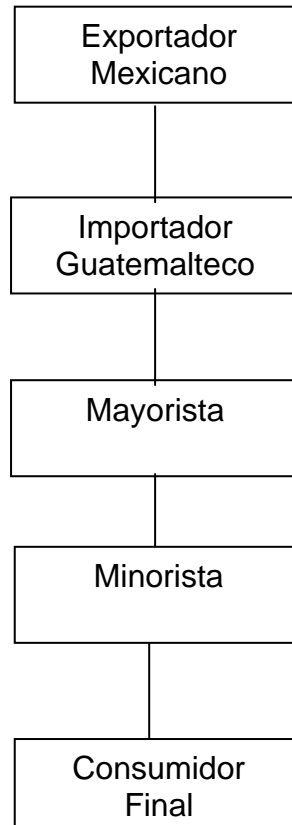 Exportador
Mexicano
Importador
Guatemalteco
Mayorista
Minorista
Consumidor
Final